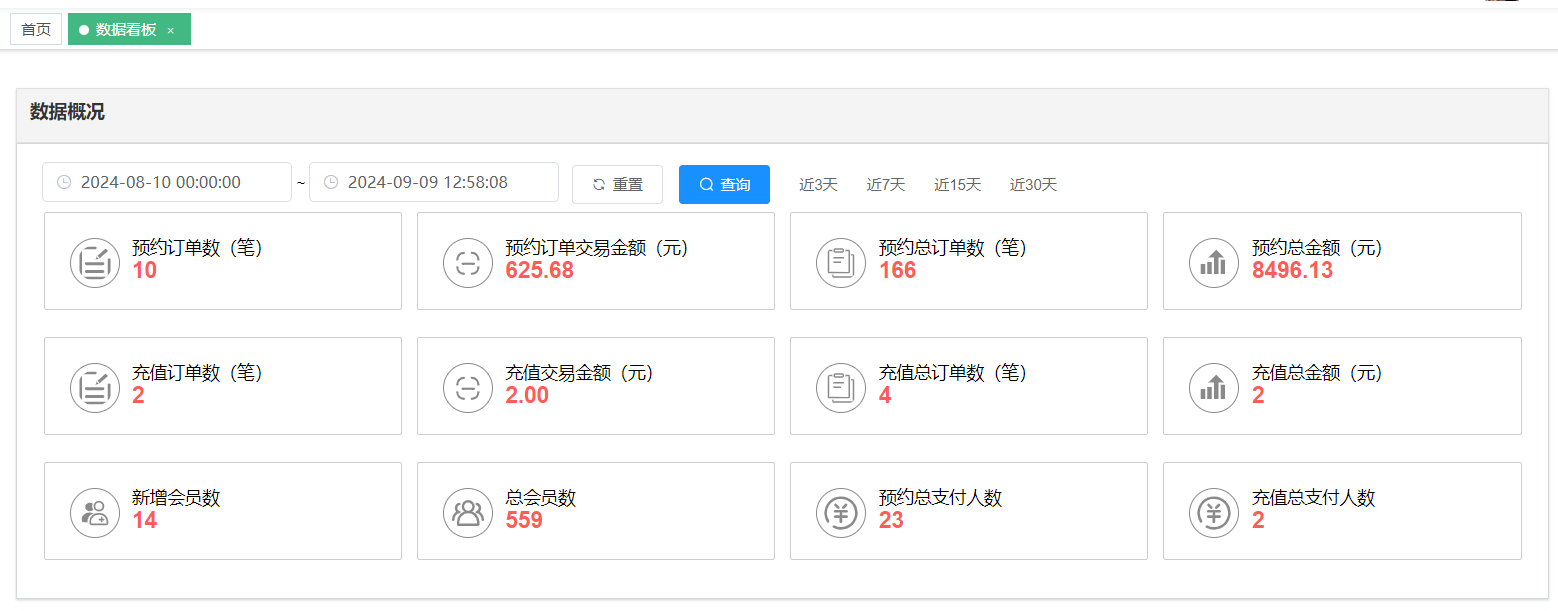 首页 数据看板 ×
数据概况
2024-08-10 00:00:00 ~ 2024-09-09 12:58:08 重置 查询 近3天 近7天 近15天 近30天
预约订单数（笔） 预约订单交易金额（元） 预约总订单数（笔） 预约总金额（元）
10 625.68 166 8496.13
充值订单数（笔） 充值交易金额（元） 充值总订单数（笔） 充值总金额（元）
2 2.00 4 2
新增会员数 总会员数 预约总支付人数 充值总支付人数
14 559 23 2